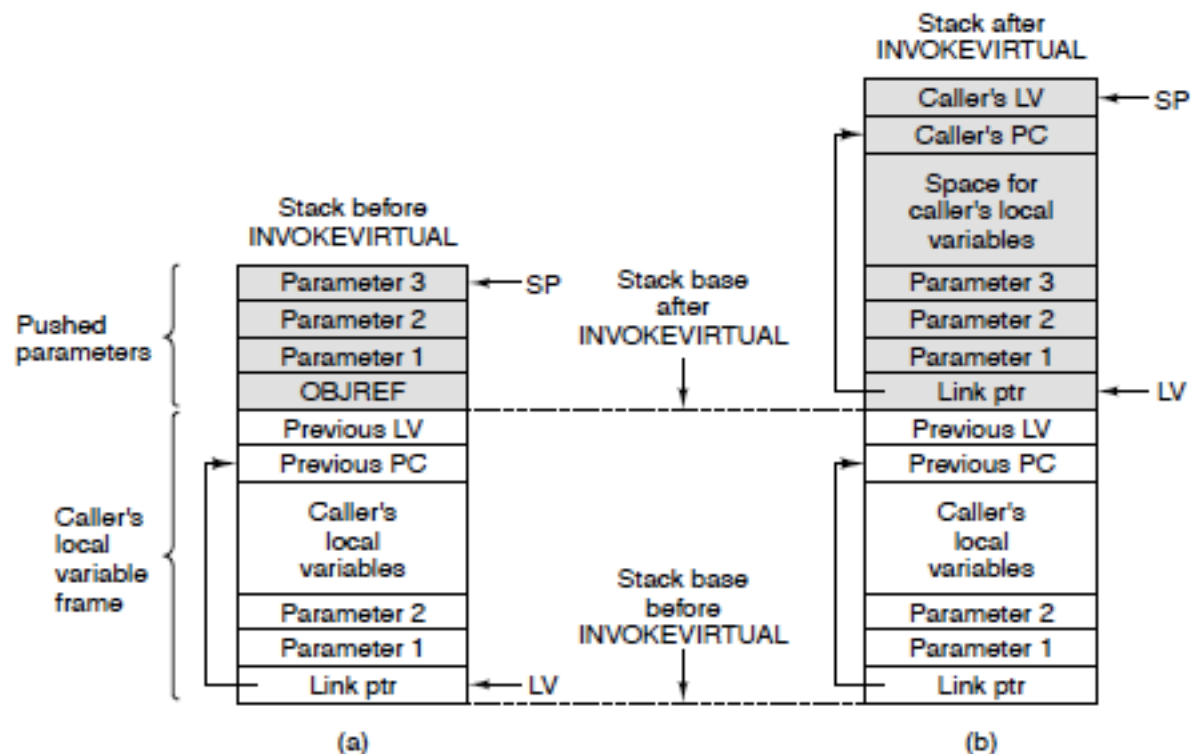 Stack after
INVOKEVIRTUAL
Caller's LV
SP
Caller's PC
Space for
caller's local
variables
Stack before
INVOKEVIRTUAL
Parameter 3
SP
Stack base
after
INVOKEVIRTUAL
Parameter 3
Pushed
parameters
Parameter 2
Parameter 2
Parameter 1
Parameter 1
OBJREF
Link ptr
LV
Previous LV
Previous LV
Previous PC
Previous PC
Caller's
local
variable
frame
Caller's
local
variables
Stack base
before
INVOKEVIRTUAL
Caller's
local
variables
Parameter 2
Parameter 2
Parameter 1
Parameter 1
Link ptr
LV
Link ptr
(a)
(b)